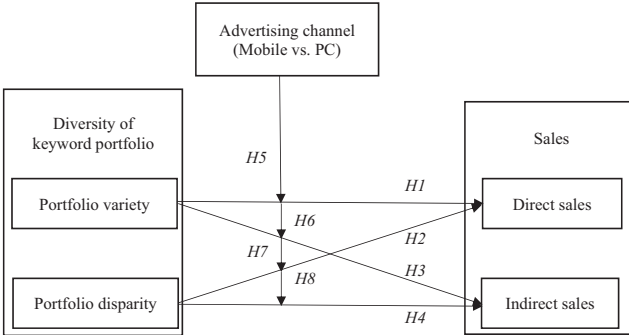 Advertising channel
(Mobile vs. PC)
Diversity of
keyword portfolio
Sales
H5
H1
Portfolio variety
Direct sales
H6
H2
H7
H3
H8
Portfolio disparity
Indirect sales
H4